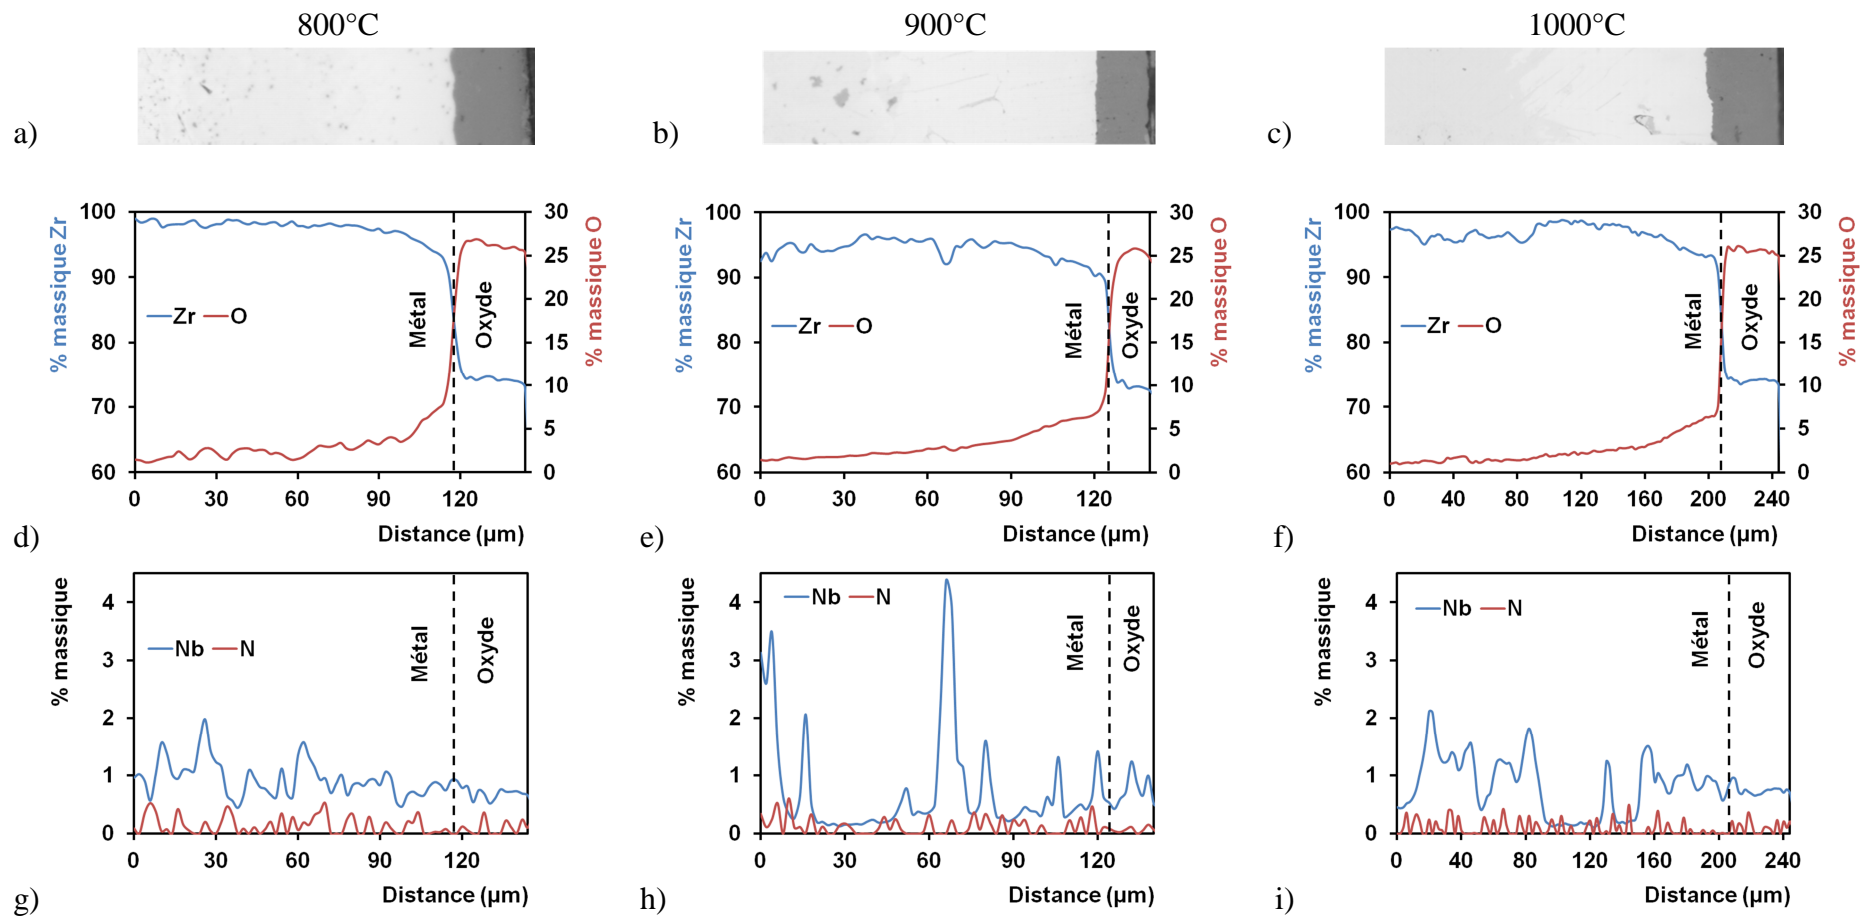 800°C 900°C 1000°C
a) b) c)
100 30 100 30 100 30
90 25 90 25 90 25
80 20 80 20 80 20
70 15 70 15 70 15
60 10 60 10 60 10
5 5 5
0 0 0
% massique Zr % massique O % massique Zr % massique O % massique Zr % massique O
Zr O Zr O Zr O
Métal Oxyde Métal Oxyde Métal Oxyde
0 30 60 90 120 0 30 60 90 120 0 40 80 120 160 200 240
Distance (µm) Distance (µm) Distance (µm)
d) e) f)
% massique % massique % massique
4 4 4
3 3 3
2 2 2
1 1 1
0 0 0
Nb N Nb N Nb N
Métal Oxyde Métal Oxyde Métal Oxyde
0 30 60 90 120 0 30 60 90 120 0 40 80 120 160 200 240
Distance (µm) Distance (µm) Distance (µm)
g) h) i)